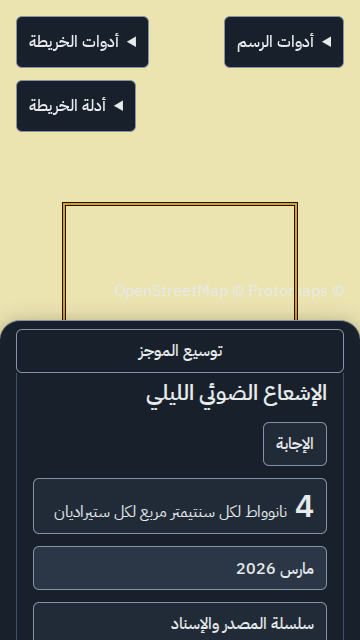 ◀ أدوات الرسم
◀ أدوات الخريطة
◀ أدلة الخريطة
© OpenStreetMap © Protomaps
توسيع الموجز
الإشعاع الضوئي الليلي
الإجابة
4 نانوواط لكل سنتيمتر مربع لكل ستيراديان
مارس 2026
سلسلة المصدر والإسناد